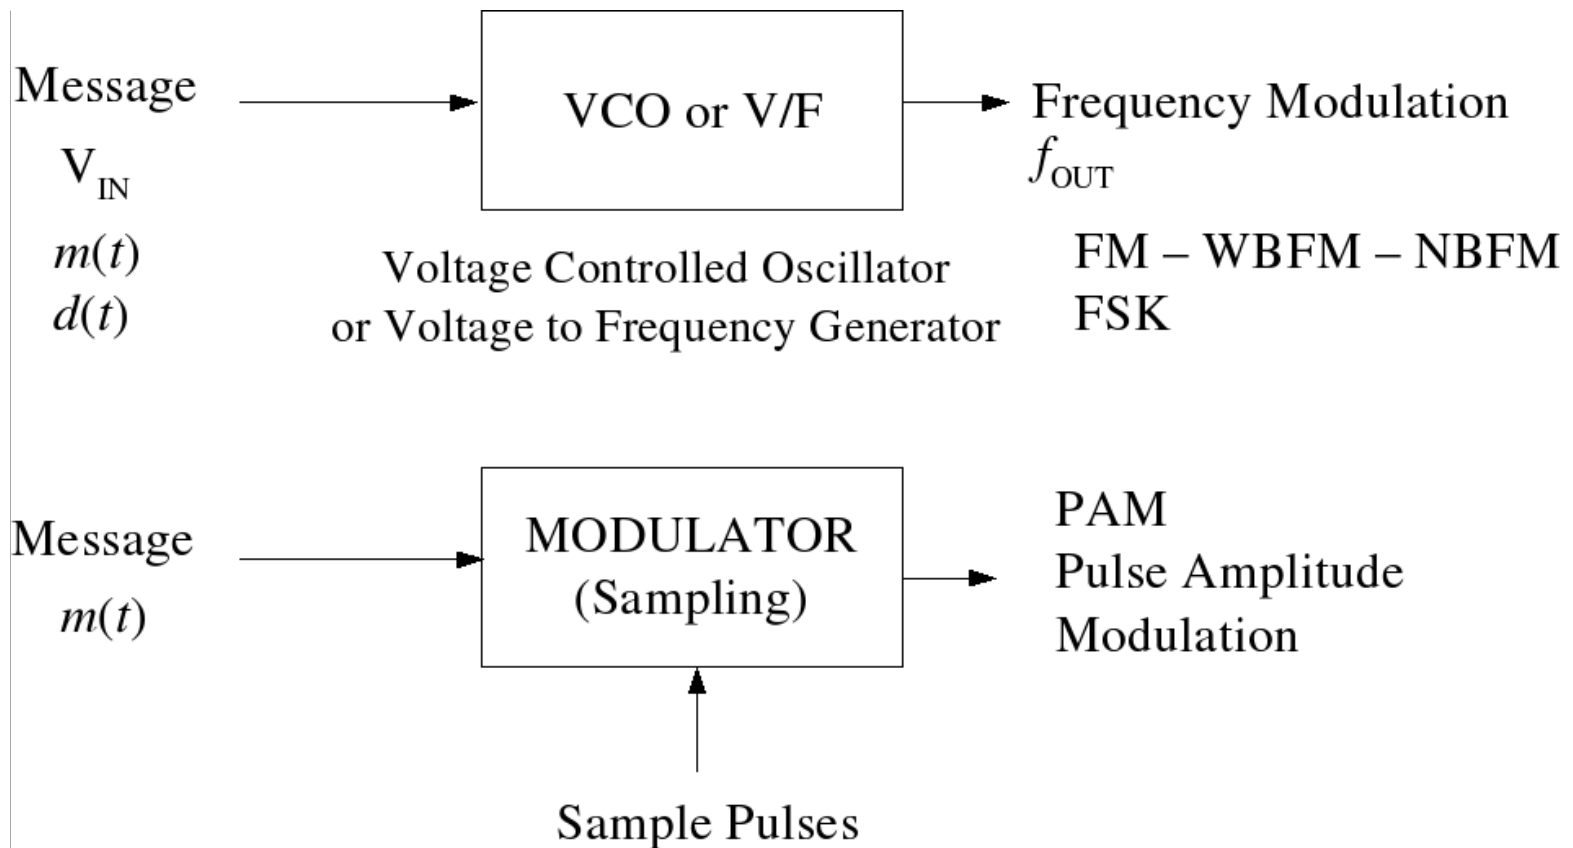 Message
VCO or V/F
Frequency Modulation
V_IN
f_OUT
m(t)
d(t)
Voltage Controlled Oscillator
or Voltage to Frequency Generator
FM – WBFM – NBFM
FSK
Message
m(t)
MODULATOR
(Sampling)
PAM
Pulse Amplitude
Modulation
Sample Pulses